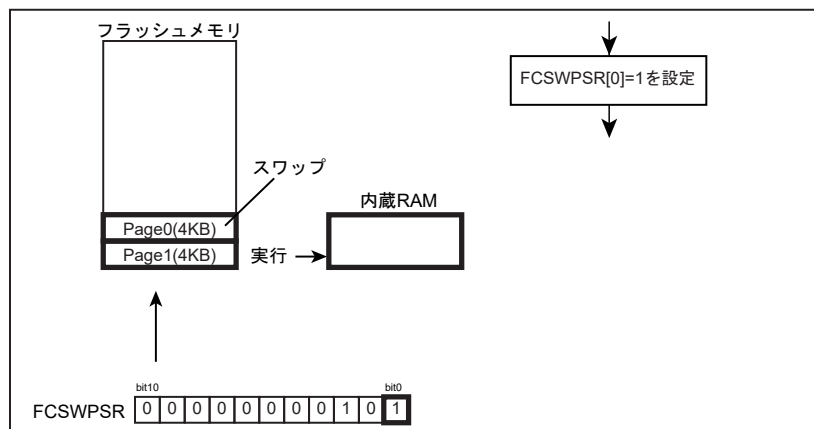 フラッシュメモリ
FCSWPSR[0]=1を設定
スワップ
内蔵RAM
Page0(4KB)
Page1(4KB)
実行
bit10
bit0
FCSWPSR
0 0 0 0 0 0 0 0 1 0 1